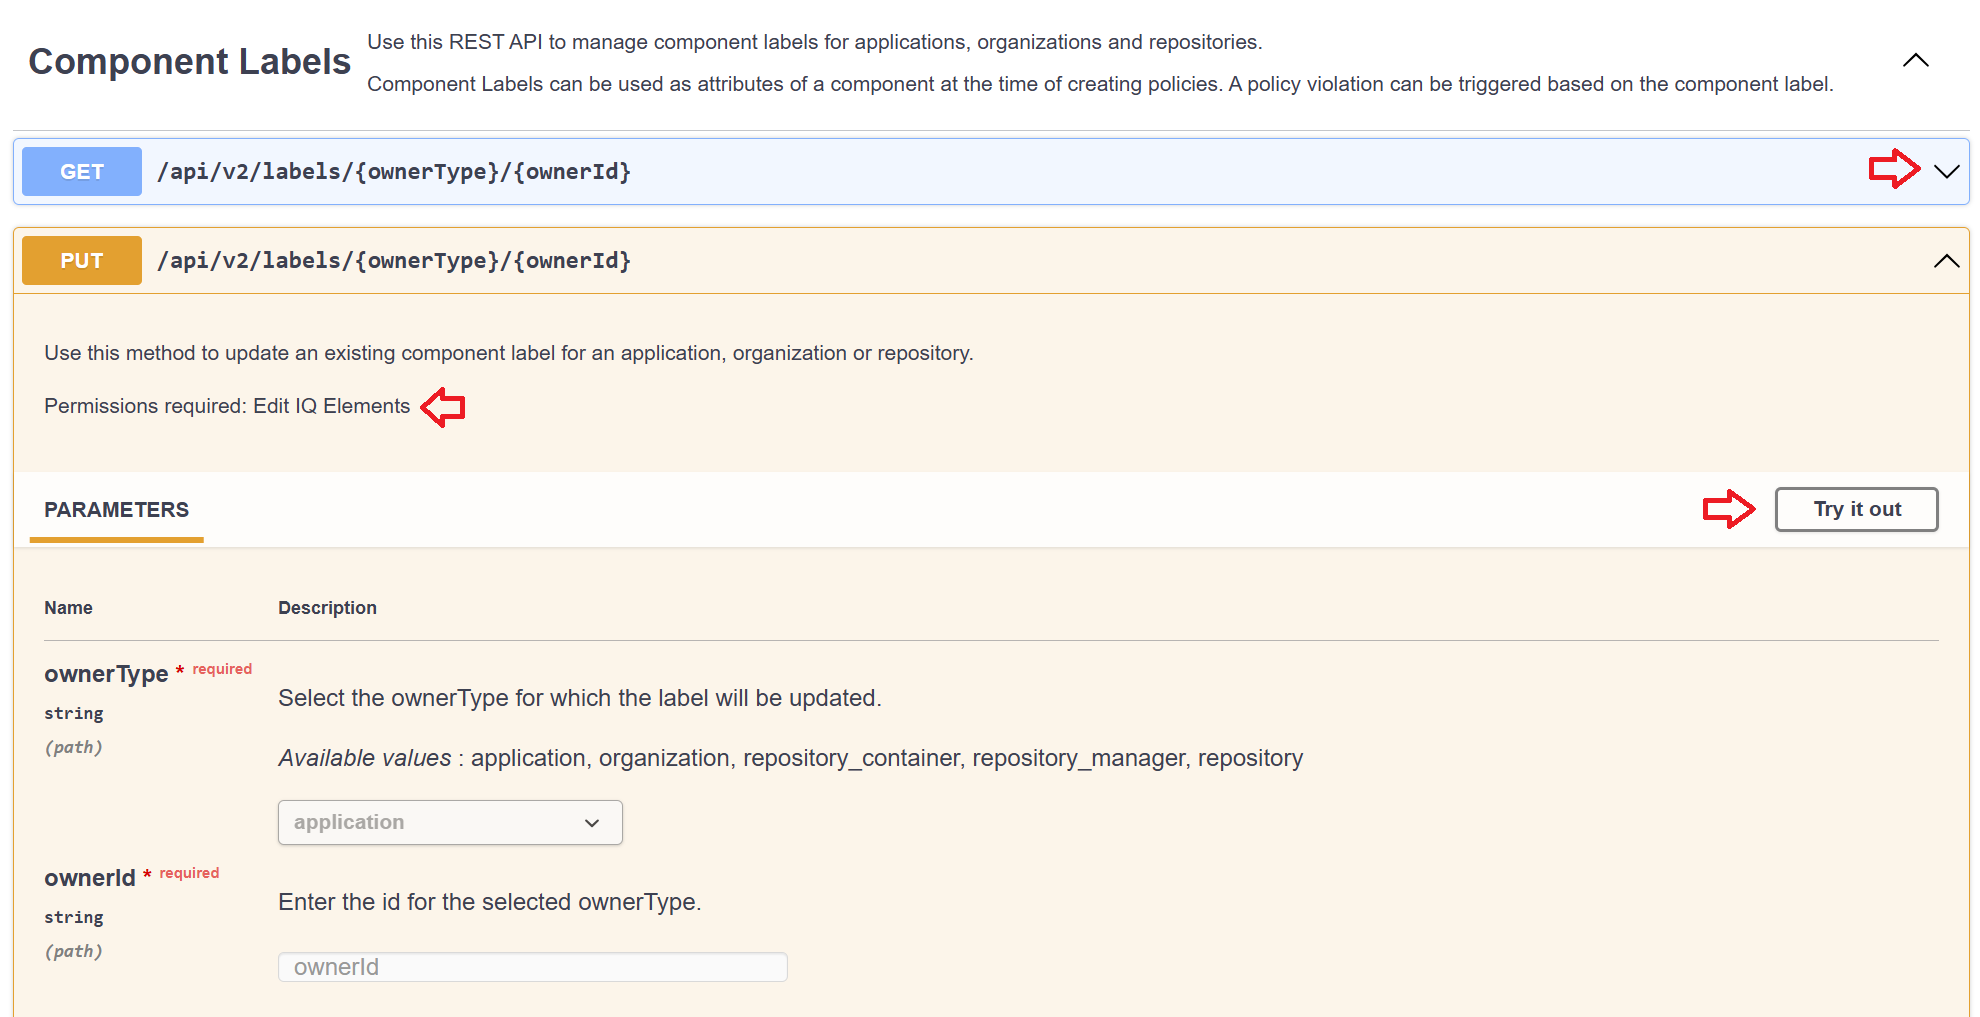 Component Labels
Use this REST API to manage component labels for applications, organizations and repositories.
Component Labels can be used as attributes of a component at the time of creating policies. A policy violation can be triggered based on the component label.
GET /api/v2/labels/{ownerType}/{ownerId}
PUT /api/v2/labels/{ownerType}/{ownerId}
Use this method to update an existing component label for an application, organization or repository.
Permissions required: Edit IQ Elements
PARAMETERS
Try it out
Name Description
ownerType * required
string
(path)
Select the ownerType for which the label will be updated.
Available values : application, organization, repository_container, repository_manager, repository
application
ownerId * required
string
(path)
Enter the id for the selected ownerType.
ownerId